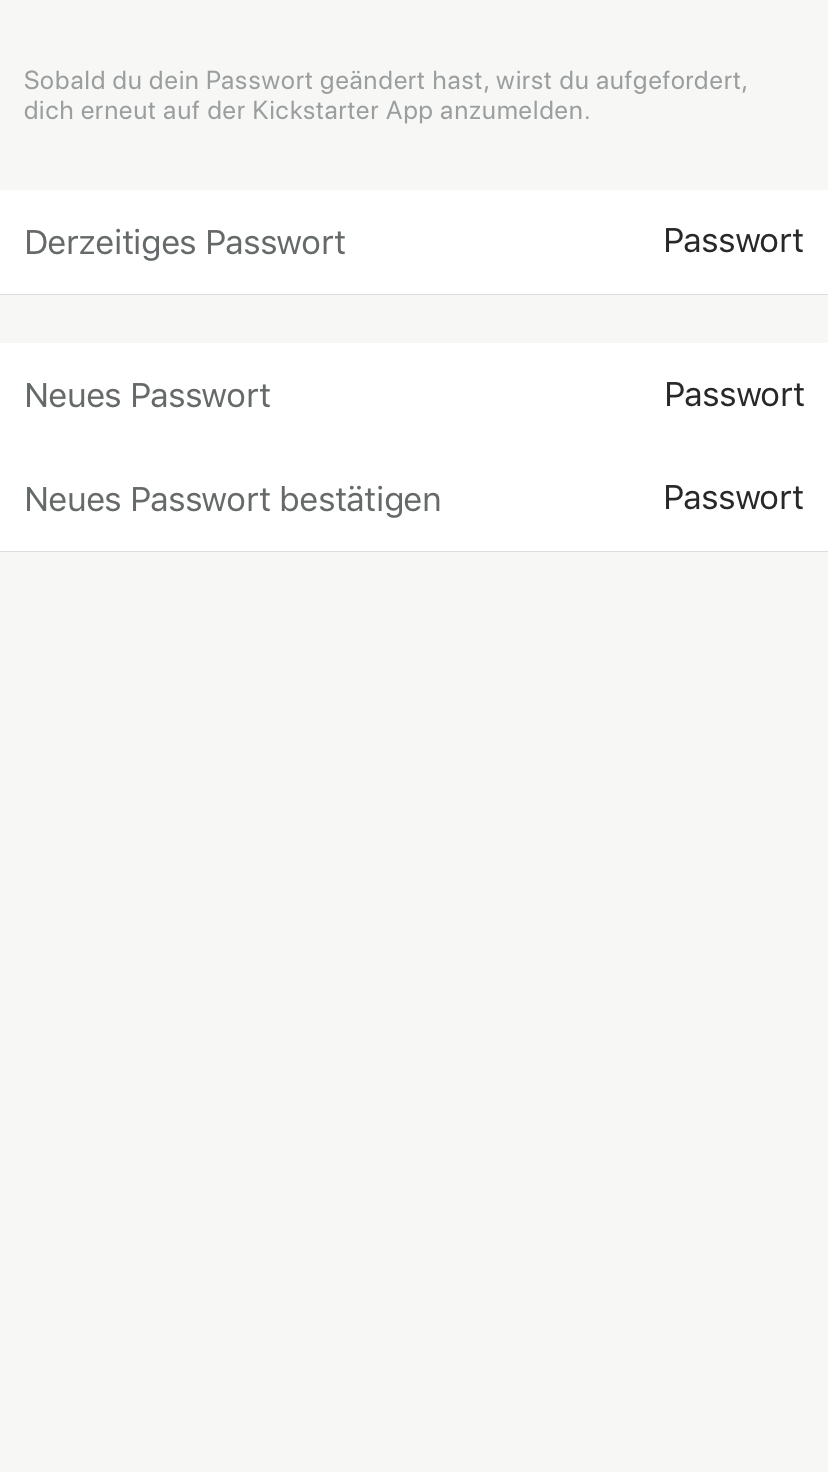 Sobald du dein Passwort geändert hast, wirst du aufgefordert,
dich erneut auf der Kickstarter App anzumelden.
Derzeitiges Passwort Passwort
Neues Passwort Passwort
Neues Passwort bestätigen Passwort